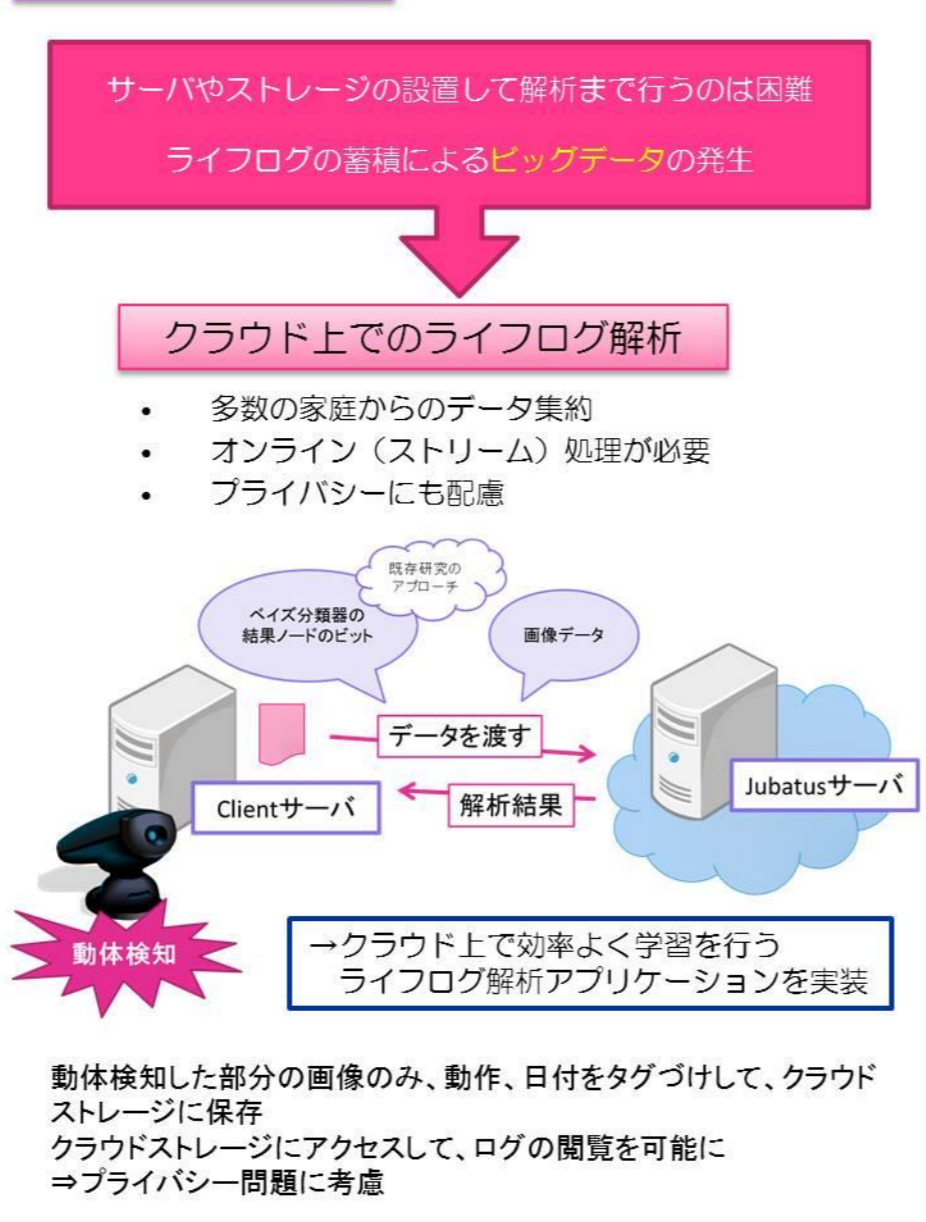 サーバやストレージの設置して解析まで行うのは困難
ライフログの蓄積によるビッグデータの発生
クラウド上でのライフログ解析
• 多数の家庭からのデータ集約
• オンライン（ストリーム）処理が必要
• プライバシーにも配慮
既存研究の
アプローチ
ベイズ分類器の
結果ノードのビット
画像データ
データを渡す
Clientサーバ
解析結果
Jubatusサーバ
動体検知
→クラウド上で効率よく学習を行う
ライフログ解析アプリケーションを実装
動体検知した部分の画像のみ、動作、日付をタグづけして、クラウド
ストレージに保存
クラウドストレージにアクセスして、ログの閲覧を可能に
⇒プライバシー問題に考慮